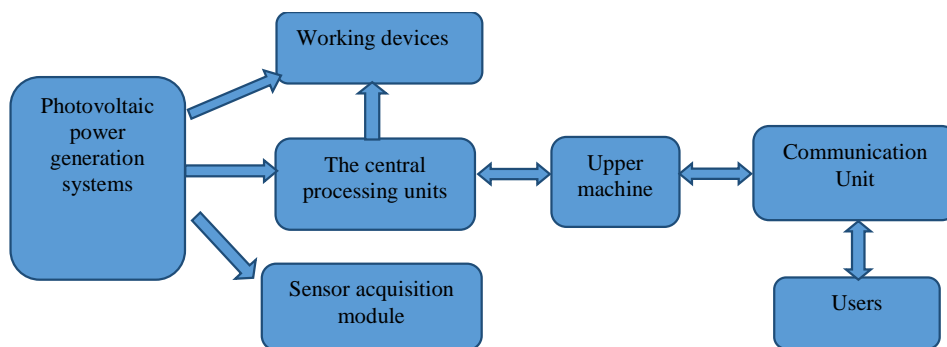 Working devices
Photovoltaic
power
generation
systems
The central
processing units
Upper
machine
Communication
Unit
Sensor acquisition
module
Users